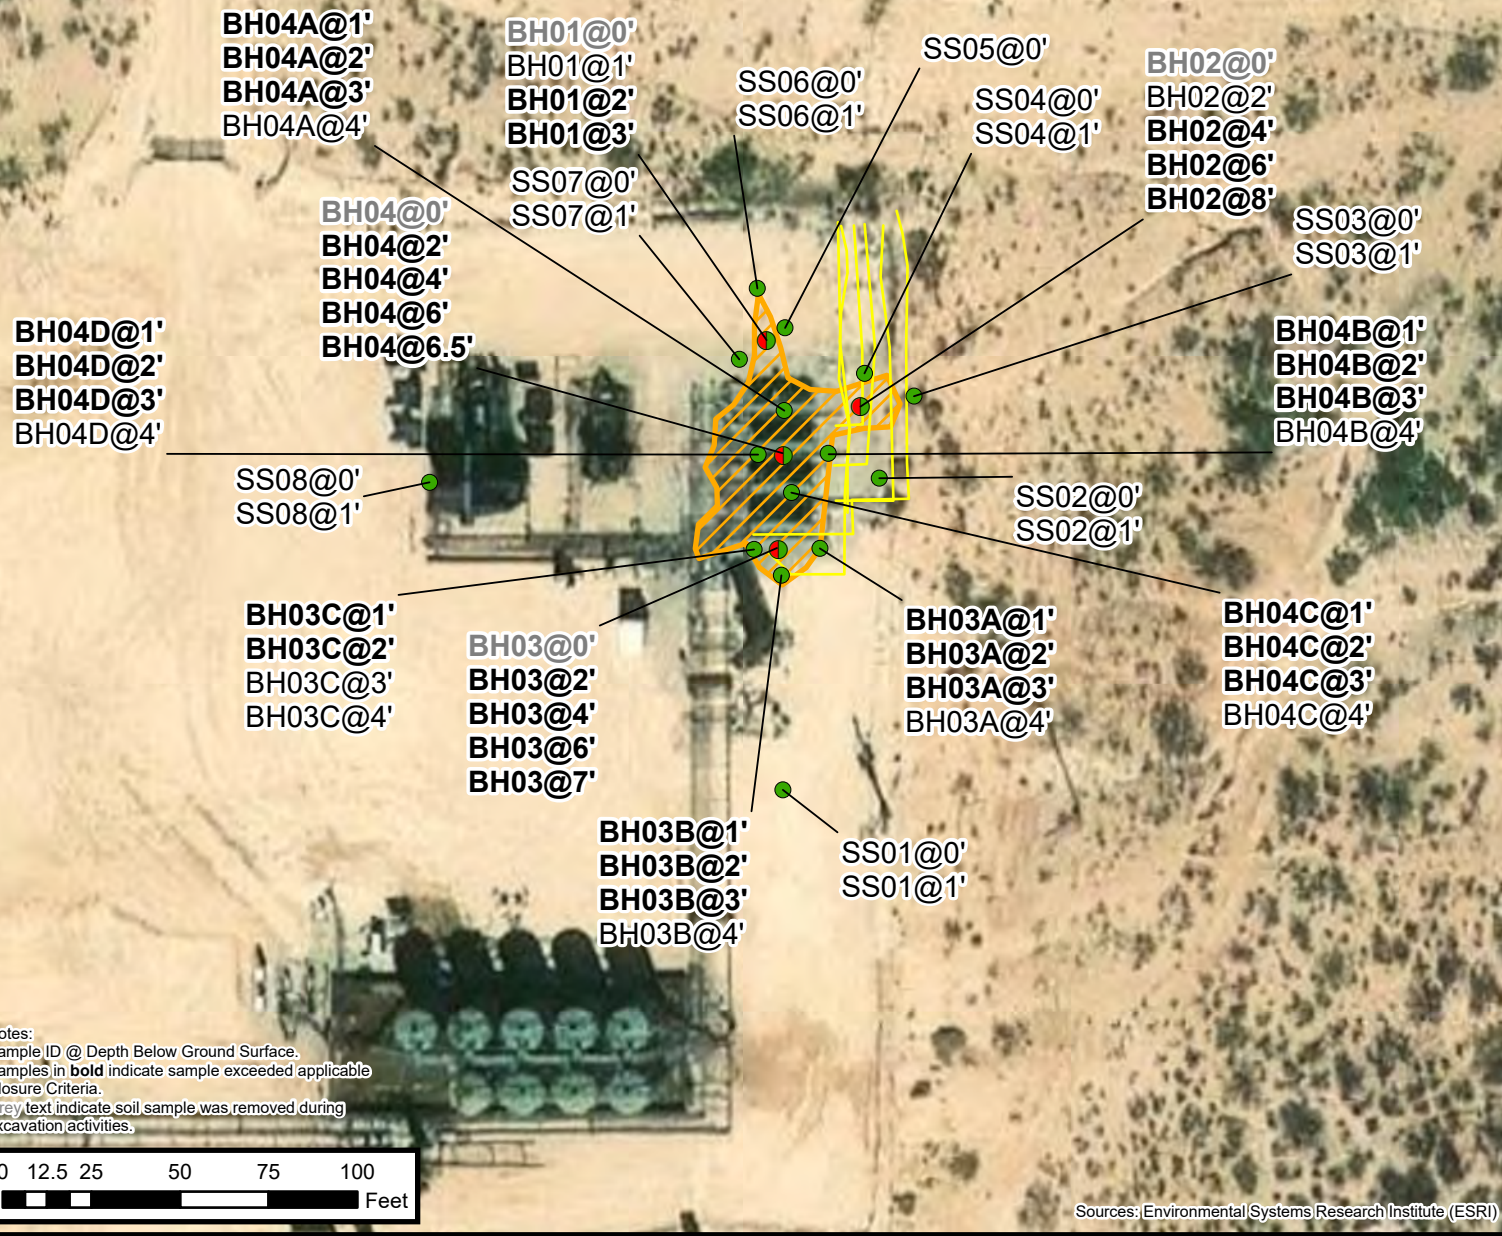 BH04A@1'
BH04A@2'
BH04A@3'
BH04A@4'
BH01@0'
BH01@1'
BH01@2'
BH01@3'
SS06@0'
SS06@1'
SS05@0'
SS04@0'
SS04@1'
BH02@0'
BH02@2'
BH02@4'
BH02@6'
BH02@8'
SS07@0'
SS07@1'
BH04@0'
BH04@2'
BH04@4'
BH04@6'
BH04@6.5'
SS03@0'
SS03@1'
BH04D@1'
BH04D@2'
BH04D@3'
BH04D@4'
BH04B@1'
BH04B@2'
BH04B@3'
BH04B@4'
SS08@0'
SS08@1'
SS02@0'
SS02@1'
BH03C@1'
BH03C@2'
BH03C@3'
BH03C@4'
BH03@0'
BH03@2'
BH03@4'
BH03@6'
BH03@7'
BH03A@1'
BH03A@2'
BH03A@3'
BH03A@4'
BH04C@1'
BH04C@2'
BH04C@3'
BH04C@4'
BH03B@1'
BH03B@2'
BH03B@3'
BH03B@4'
SS01@0'
SS01@1'
otes:
ample ID @ Depth Below Ground Surface.
amples in bold indicate sample exceeded applicable
losure Criteria.
rey text indicate soil sample was removed during
xcavation activities.
0 12.5 25 50 75 100
Feet
Sources: Environmental Systems Research Institute (ESRI)